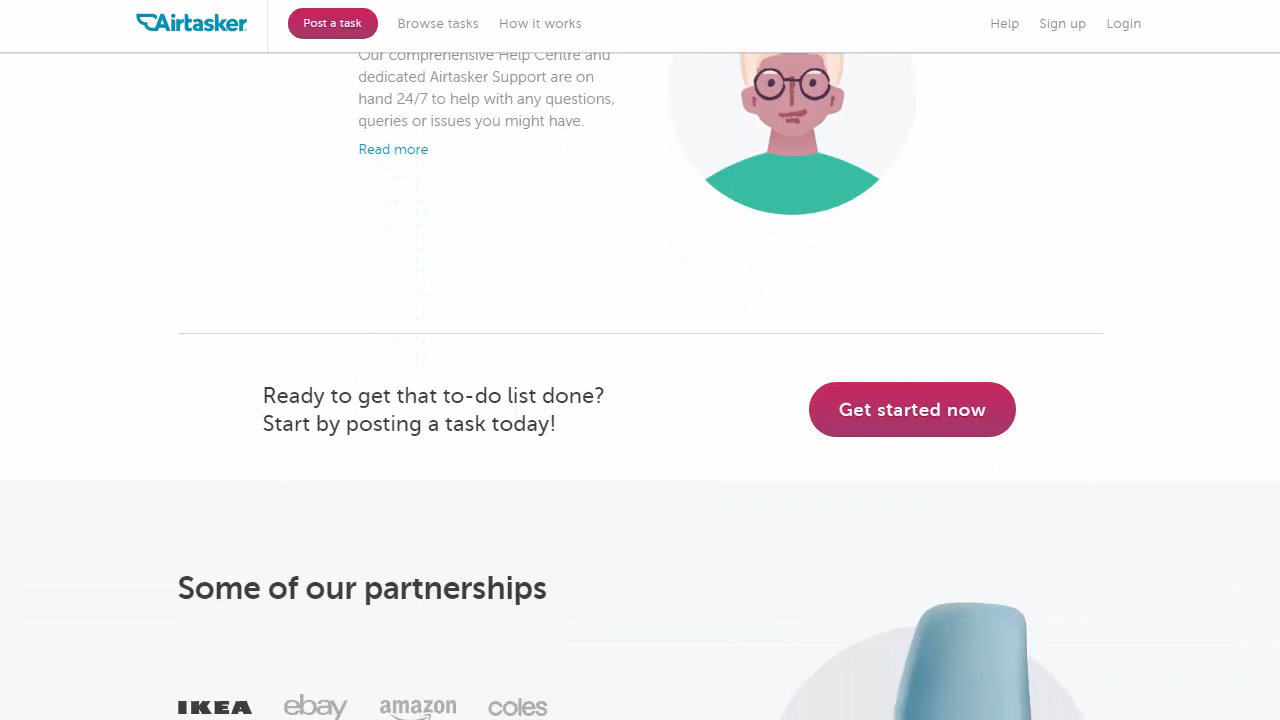 Airtasker
Post a task
Browse tasks
How it works
Help
Sign up
Login
Our comprehensive Help Centre and
dedicated Airtasker Support are on
hand 24/7 to help with any questions,
queries or issues you might have.
Read more
Ready to get that to-do list done?
Start by posting a task today!
Get started now
Some of our partnerships
IKEA
ebay
amazon
coles